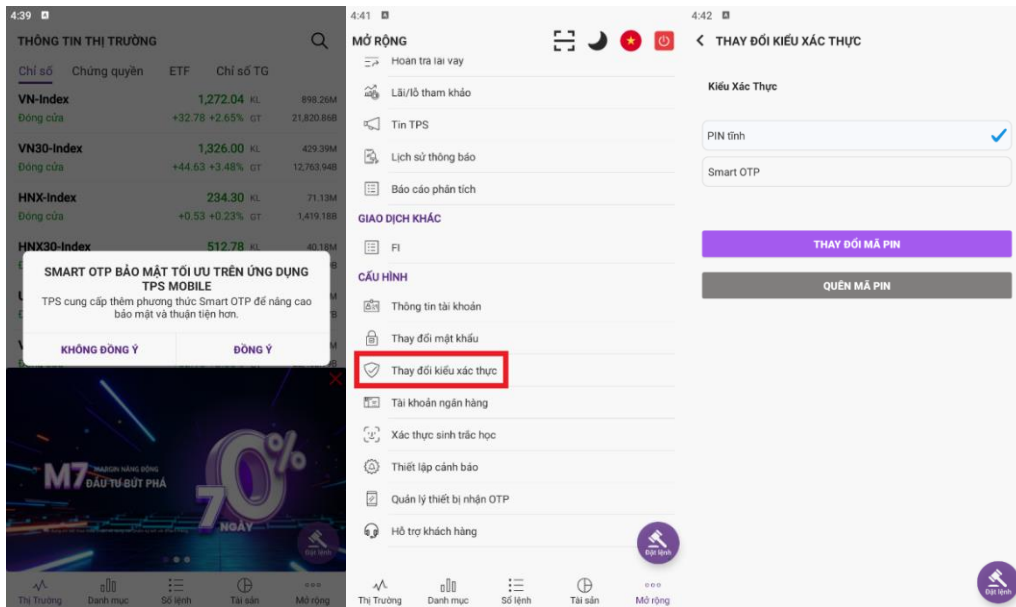 4:39
THÔNG TIN THỊ TRƯỜNG
Chỉ số Chứng quyền ETF Chỉ số TG
VN-Index 1,272.04 KL 898.26M
Đóng cửa +32.78 +2.65% GT 21,820.86B
VN30-Index 1,326.00 KL 429.39M
Đóng cửa +44.63 +3.48% GT 12,763.94B
HNX-Index 234.30 KL 71.13M
Đóng cửa +0.53 +0.23% GT 1,419.18B
HNX30-Index 512.78 KL 40.16M
SMART OTP BẢO MẬT TỐI ƯU TRÊN ỨNG DỤNG
TPS MOBILE
TPS cung cấp thêm phương thức Smart OTP để nâng cao
bảo mật và thuận tiện hơn.
KHÔNG ĐỒNG Ý ĐỒNG Ý
M7 MARGIN NĂNG ĐỘNG
ĐẦU TƯ BỨT PHÁ
0%
7 NGÀY
Đặt lệnh
Thị Trường Danh mục Sổ lệnh Tài sản Mở rộng
4:41
MỞ RỘNG
Hoàn trả lãi vay
Lãi/lỗ tham khảo
Tin TPS
Lịch sử thông báo
Báo cáo phân tích
GIAO DỊCH KHÁC
FI
CẤU HÌNH
Thông tin tài khoản
Thay đổi mật khẩu
Thay đổi kiểu xác thực
Tài khoản ngân hàng
Xác thực sinh trắc học
Thiết lập cảnh báo
Quản lý thiết bị nhận OTP
Hỗ trợ khách hàng
Đặt lệnh
Thị Trường Danh mục Sổ lệnh Tài sản Mở rộng
4:42
THAY ĐỔI KIỂU XÁC THỰC
Kiểu Xác Thực
PIN tĩnh
Smart OTP
THAY ĐỔI MÃ PIN
QUÊN MÃ PIN
Đặt lệnh